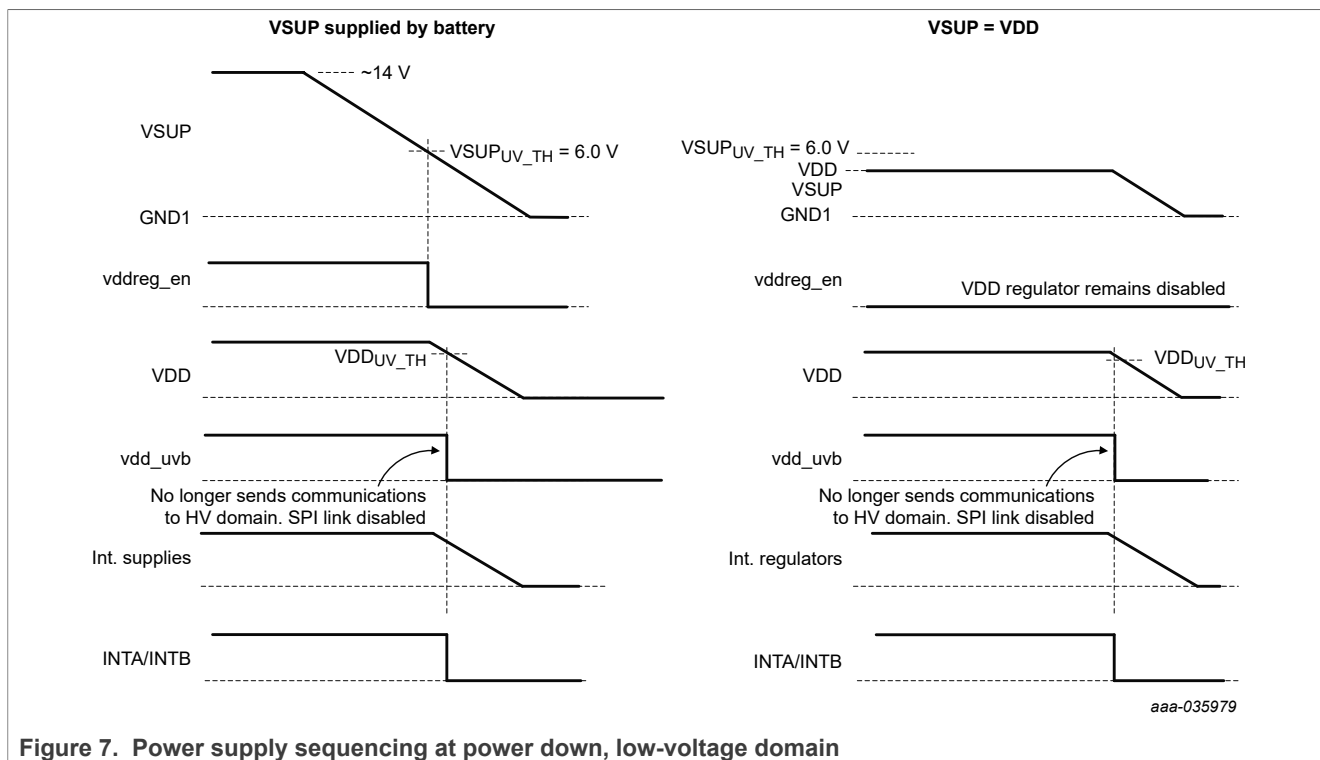 VSUP supplied by battery
~14 V
VSUP
VSUPUV_TH = 6.0 V
GND1
vddreg_en
VDDUV_TH
VDD
vdd_uvb
No longer sends communications
to HV domain. SPI link disabled
Int. supplies
INTA/INTB
VSUP = VDD
VSUPUV_TH = 6.0 V
VDD
VSUP
GND1
vddreg_en
VDD regulator remains disabled
VDDUV_TH
VDD
vdd_uvb
No longer sends communications
to HV domain. SPI link disabled
Int. regulators
INTA/INTB
aaa-035979
Figure 7. Power supply sequencing at power down, low-voltage domain